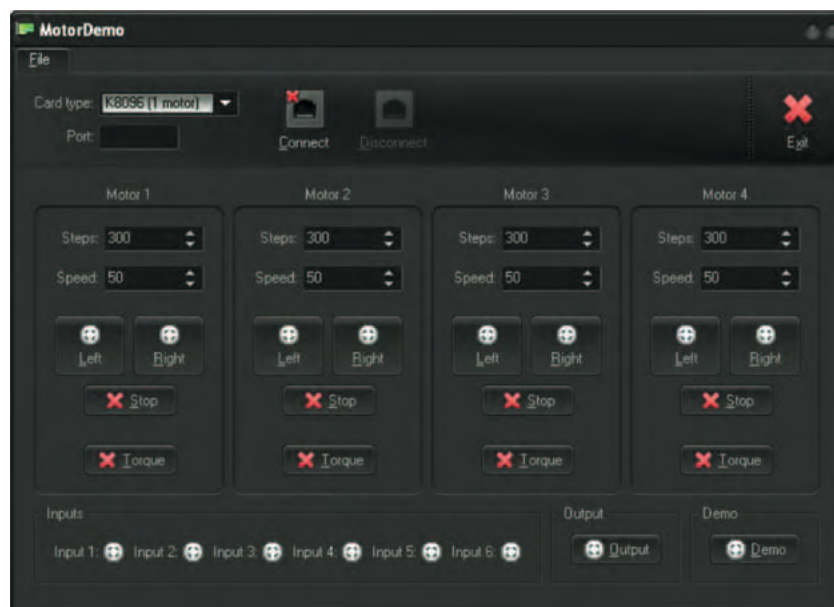 MotorDemo
File
Card type: K8096 (1 motor)
Port:
Connect
Disconnect
Exit
Motor 1
Steps: 300
Speed: 50
Left
Right
Stop
Torque
Motor 2
Steps: 300
Speed: 50
Left
Right
Stop
Torque
Motor 3
Steps: 300
Speed: 50
Left
Right
Stop
Torque
Motor 4
Steps: 300
Speed: 50
Left
Right
Stop
Torque
Inputs
Input 1: Input 2: Input 3: Input 4: Input 5: Input 6:
Output
Output
Demo
Demo